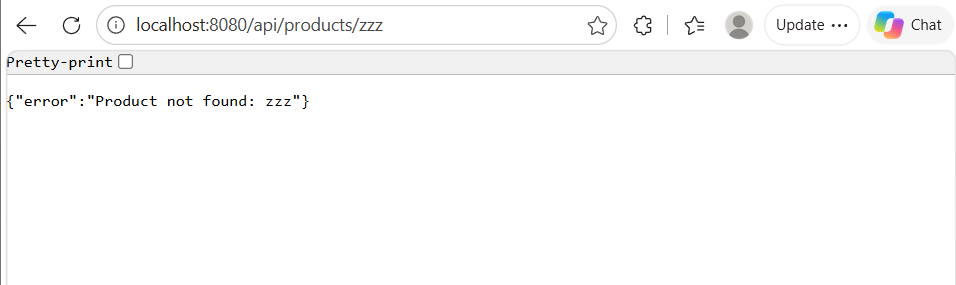 localhost:8080/api/products/zzz Update Chat
Pretty-print
{"error":"Product not found: zzz"}